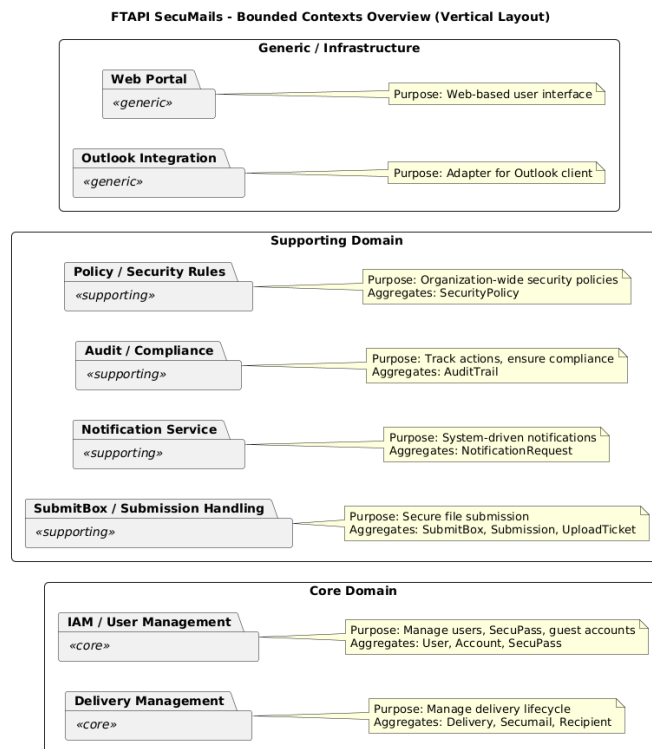 FTAPI SecuMails - Bounded Contexts Overview (Vertical Layout)
Generic / Infrastructure
Web Portal
«generic»
Purpose: Web-based user interface
Outlook Integration
«generic»
Purpose: Adapter for Outlook client
Supporting Domain
Policy / Security Rules
«supporting»
Purpose: Organization-wide security policies
Aggregates: SecurityPolicy
Audit / Compliance
«supporting»
Purpose: Track actions, ensure compliance
Aggregates: AuditTrail
Notification Service
«supporting»
Purpose: System-driven notifications
Aggregates: NotificationRequest
SubmitBox / Submission Handling
«supporting»
Purpose: Secure file submission
Aggregates: SubmitBox, Submission, UploadTicket
Core Domain
IAM / User Management
«core»
Purpose: Manage users, SecuPass, guest accounts
Aggregates: User, Account, SecuPass
Delivery Management
«core»
Purpose: Manage delivery lifecycle
Aggregates: Delivery, Secumail, Recipient